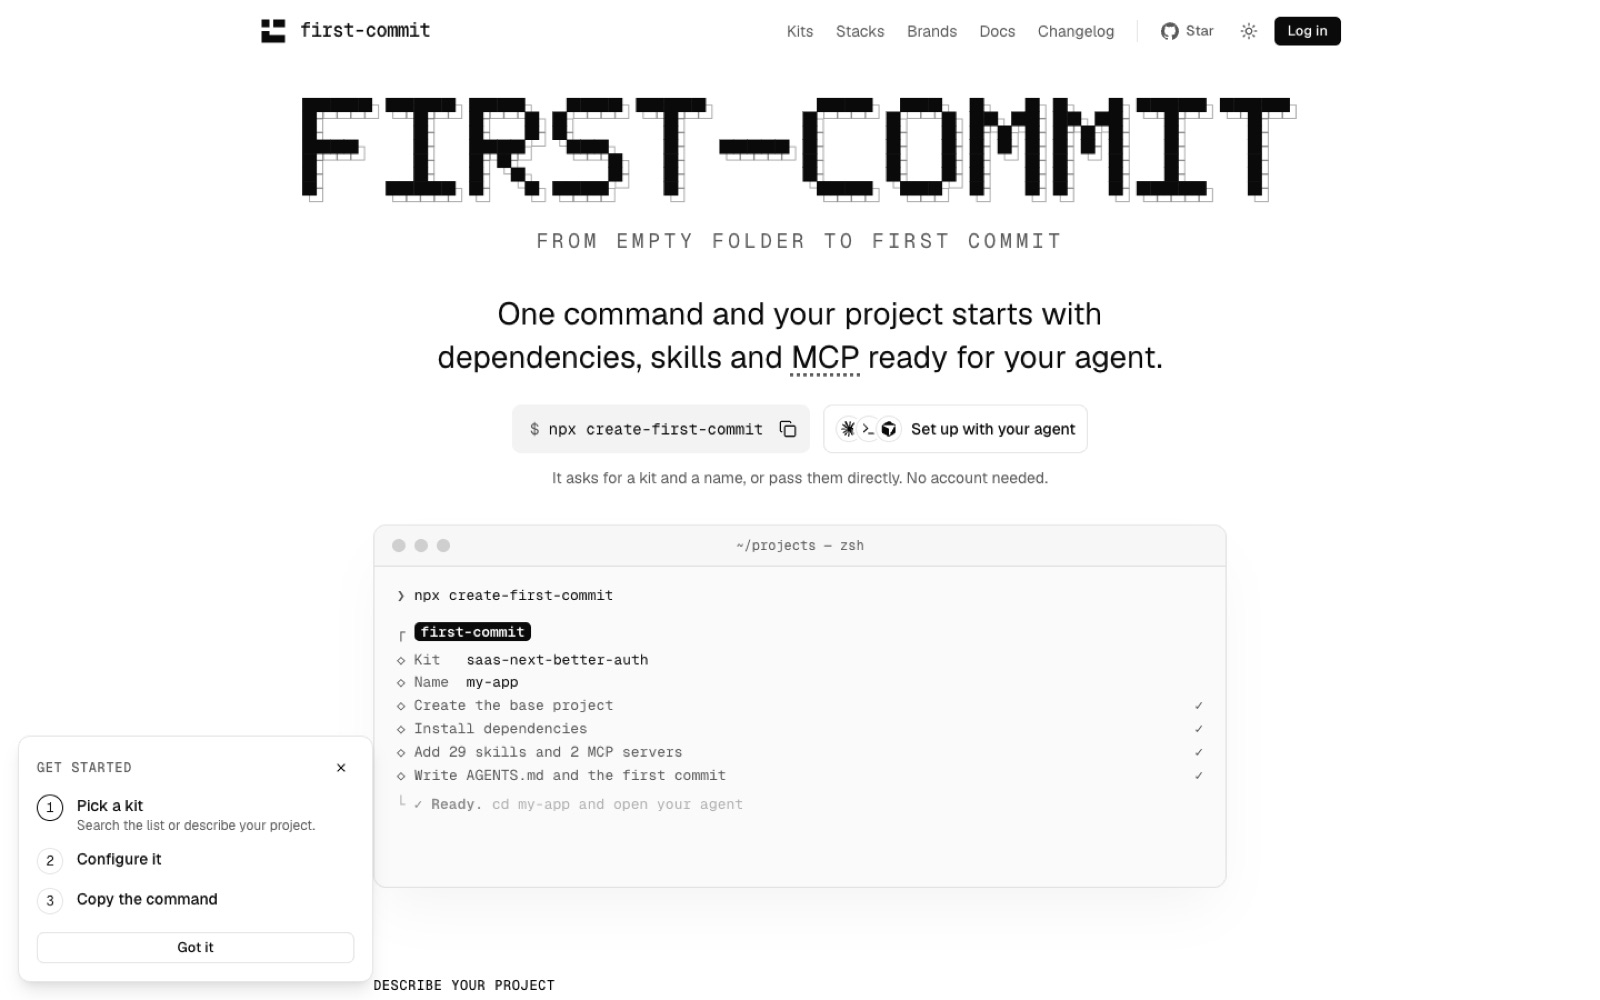 first-commit
Kits
Stacks
Brands
Docs
Changelog
Star
Log in
FIRST-COMMIT
FROM EMPTY FOLDER TO FIRST COMMIT
One command and your project starts with
dependencies, skills and MCP ready for your agent.
$ npx create-first-commit
Set up with your agent
It asks for a kit and a name, or pass them directly. No account needed.
~/projects — zsh
❯ npx create-first-commit
┌ first-commit
◇ Kit saas-next-better-auth
◇ Name my-app
◇ Create the base project ✓
◇ Install dependencies ✓
◇ Add 29 skills and 2 MCP servers ✓
◇ Write AGENTS.md and the first commit ✓
└ ✓ Ready. cd my-app and open your agent
GET STARTED
1 Pick a kit
Search the list or describe your project.
2 Configure it
3 Copy the command
Got it
DESCRIBE YOUR PROJECT